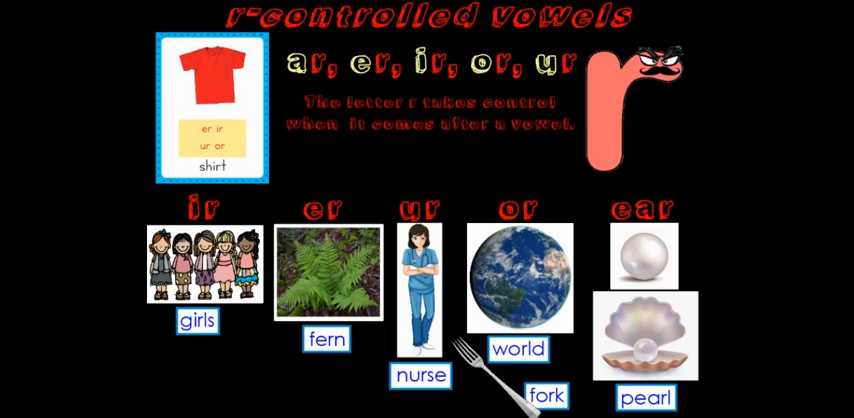 r-controlled vowels
ar, er, ir, or, ur
The letter r takes control
when it comes after a vowel.
er ir
ur or
shirt
r
ir er ur or ear
girls
fern
nurse
world
fork
pearl